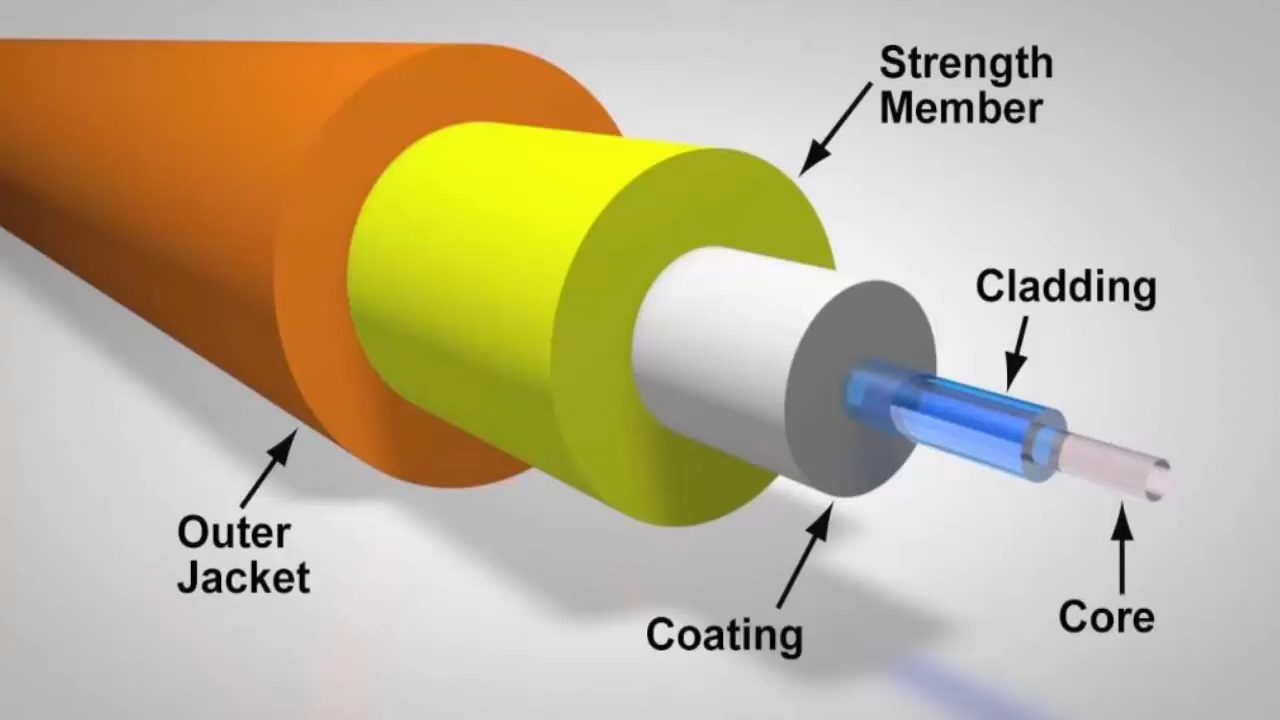 Strength
Member
Cladding
Outer
Jacket
Coating
Core